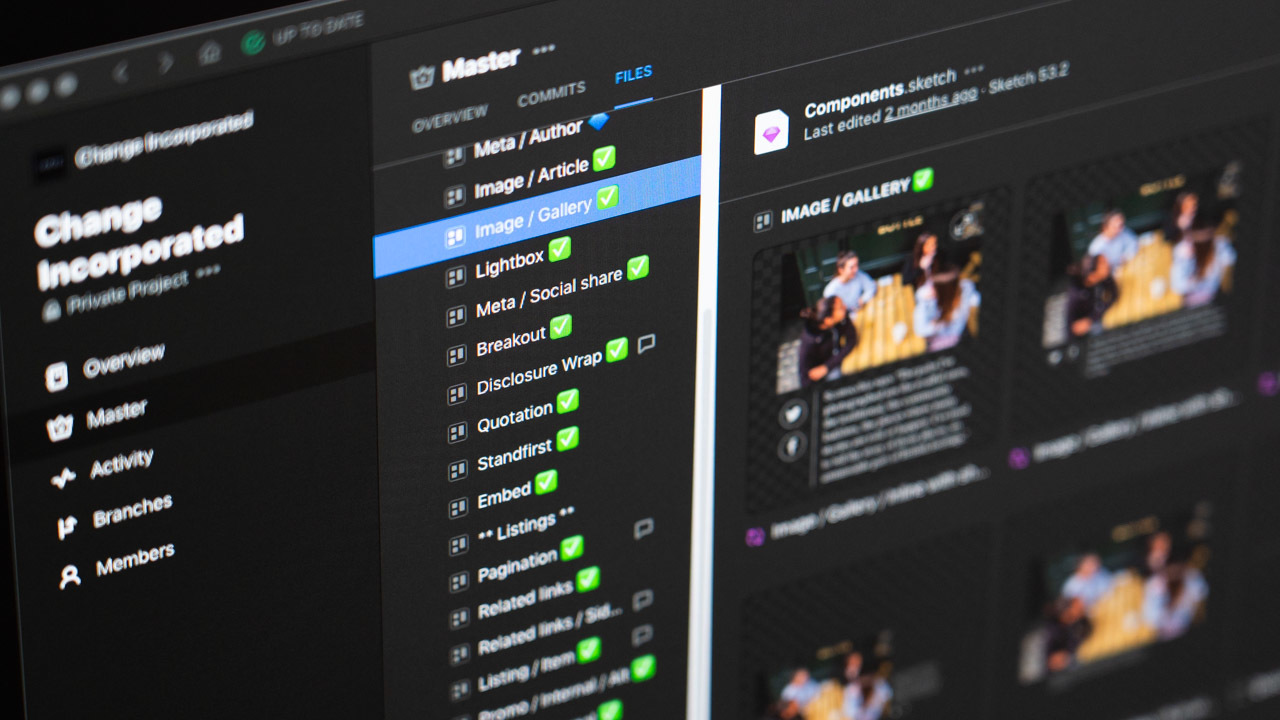 UP TO DATE
Change Incorporated
Change
Incorporated
Private Project •••
Overview
Master
Activity
Branches
Members
Master •••
OVERVIEW
COMMITS
FILES
Meta / Author 🔷
Image / Article ✅
Image / Gallery ✅
Lightbox ✅
Meta / Social share ✅
Breakout ✅
Disclosure Wrap ✅
Quotation ✅
Standfirst ✅
Embed ✅
** Listings **
Pagination ✅
Related links ✅
Related links / Sid...
Listing / Item ✅
Promo / Internal / Alt ✅
Components.sketch •••
Last edited 2 months ago · Sketch 53.2
IMAGE / GALLERY ✅
Image / Gallery / Inline with sh...
Image / Gallery / Inline with sh...